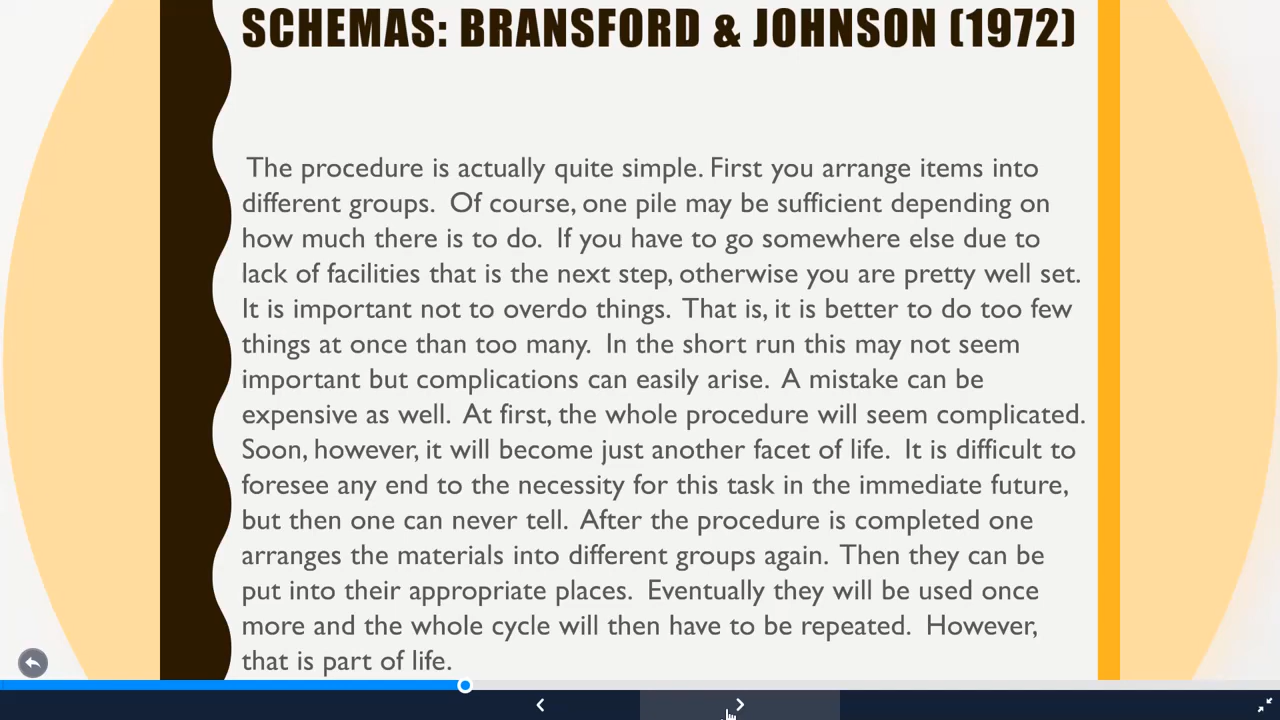 SCHEMAS: BRANSFORD & JOHNSON (1972)
The procedure is actually quite simple. First you arrange items into
different groups.  Of course, one pile may be sufficient depending on
how much there is to do.  If you have to go somewhere else due to
lack of facilities that is the next step, otherwise you are pretty well set.
It is important not to overdo things.  That is, it is better to do too few
things at once than too many.  In the short run this may not seem
important but complications can easily arise.  A mistake can be
expensive as well.  At first, the whole procedure will seem complicated.
Soon, however, it will become just another facet of life.  It is difficult to
foresee any end to the necessity for this task in the immediate future,
but then one can never tell.  After the procedure is completed one
arranges the materials into different groups again.  Then they can be
put into their appropriate places.  Eventually they will be used once
more and the whole cycle will then have to be repeated.  However,
that is part of life.